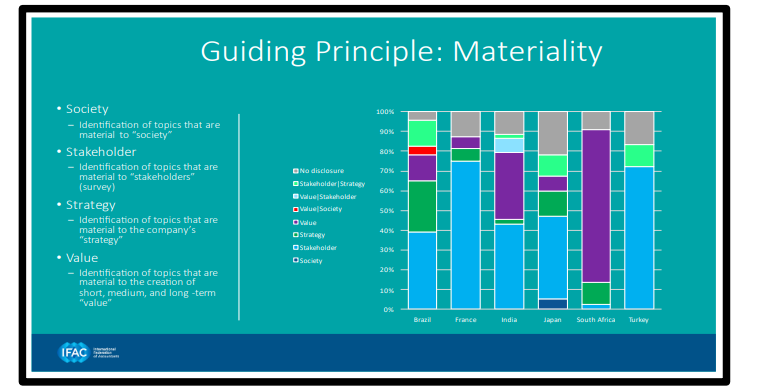 Guiding Principle: Materiality
• Society
– Identification of topics that are
material to “society”
• Stakeholder
– Identification of topics that are
material to “stakeholders”
(survey)
• Strategy
– Identification of topics that are
material to the company’s
“strategy”
• Value
– Identification of topics that are
material to the creation of
short, medium, and long -term
“value”
No disclosure
Stakeholder|Strategy
Value|Stakeholder
Value|Society
Value
Strategy
Stakeholder
Society
100%
90%
80%
70%
60%
50%
40%
30%
20%
10%
0%
Brazil France India Japan South Africa Turkey
IFAC
International
Federation
of Accountants